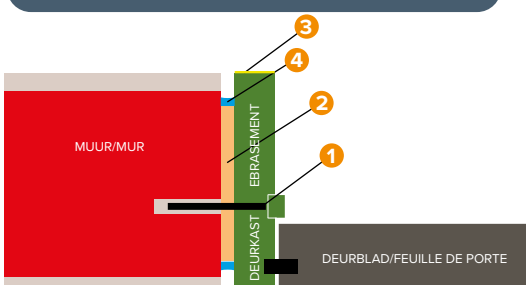 3
4
2
1
MUUR/MUR
EBRASEMENT
DEURKAST
DEURBLAD/FEUILLE DE PORTE